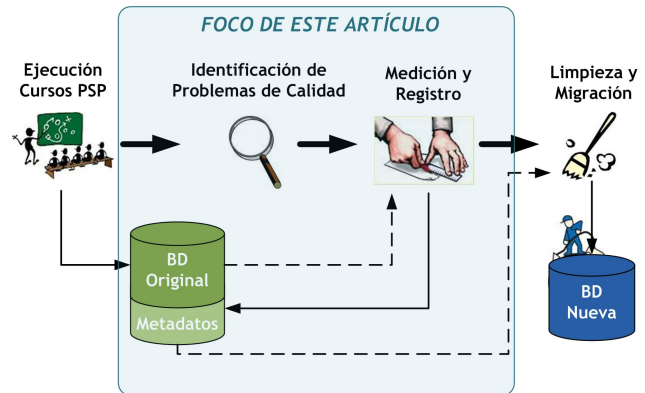 FOCO DE ESTE ARTÍCULO
Ejecución
Cursos PSP
Identificación de
Problemas de Calidad
Medición y
Registro
Limpieza y
Migración
BD
Original
Metadatos
BD
Nueva